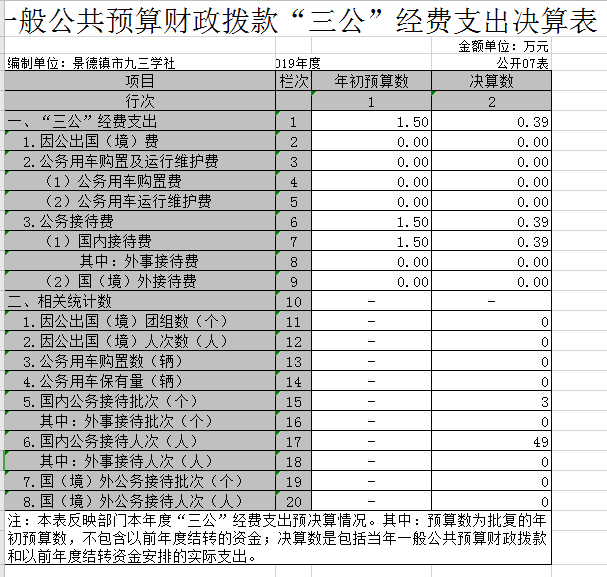 一般公共预算财政拨款“三公”经费支出决算表
金额单位：万元
编制单位：景德镇市九三学社 019年度 公开07表
项目 栏次 年初预算数 决算数
行次 1 2
一、“三公”经费支出 1 1.50 0.39
1.因公出国（境）费 2 0.00 0.00
2.公务用车购置及运行维护费 3 0.00 0.00
（1）公务用车购置费 4 0.00 0.00
（2）公务用车运行维护费 5 0.00 0.00
3.公务接待费 6 1.50 0.39
（1）国内接待费 7 1.50 0.39
其中：外事接待费 8 0.00 0.00
（2）国（境）外接待费 9 0.00 0.00
二、相关统计数 10 － －
1.因公出国（境）团组数（个） 11 － 0
2.因公出国（境）人次数（人） 12 － 0
3.公务用车购置数（辆） 13 － 0
4.公务用车保有量（辆） 14 － 0
5.国内公务接待批次（个） 15 － 3
其中：外事接待批次（个） 16 － 0
6.国内公务接待人次（人） 17 － 49
其中：外事接待人次（人） 18 － 0
7.国（境）外公务接待批次（个） 19 － 0
8.国（境）外公务接待人次（人） 20 － 0
注：本表反映部门本年度“三公”经费支出预决算情况。其中：预算数为批复的年
初预算数，不包含以前年度结转的资金；决算数是包括当年一般公共预算财政拨款
和以前年度结转资金安排的实际支出。